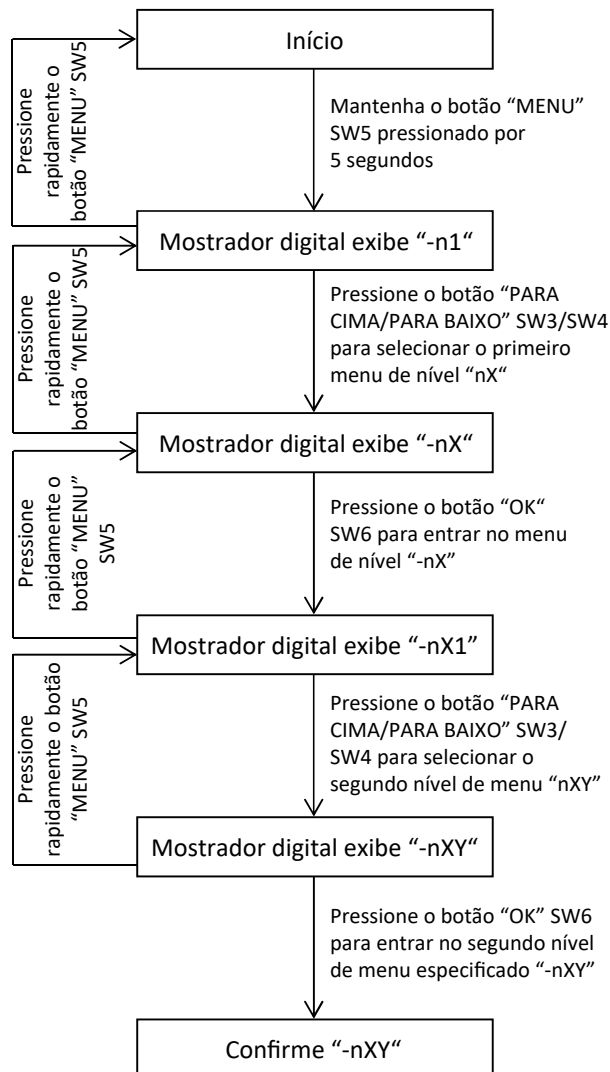 Início
Pressione
rapidamente o
botão “MENU” SW5
Mantenha o botão “MENU”
SW5 pressionado por
5 segundos
Mostrador digital exibe “-n1“
Pressione
rapidamente o
botão “MENU” SW5
Pressione o botão “PARA
CIMA/PARA BAIXO” SW3/SW4
para selecionar o primeiro
menu de nível “nX“
Mostrador digital exibe “-nX“
Pressione
rapidamente o
botão “MENU”
SW5
Pressione o botão “OK“
SW6 para entrar no menu
de nível “-nX”
Mostrador digital exibe “-nX1”
Pressione
rapidamente o botão
“MENU” SW5
Pressione o botão “PARA
CIMA/PARA BAIXO” SW3/
SW4 para selecionar o
segundo nível de menu “nXY”
Mostrador digital exibe “-nXY“
Pressione o botão “OK” SW6
para entrar no segundo nível
de menu especificado “-nXY”
Confirme “-nXY“